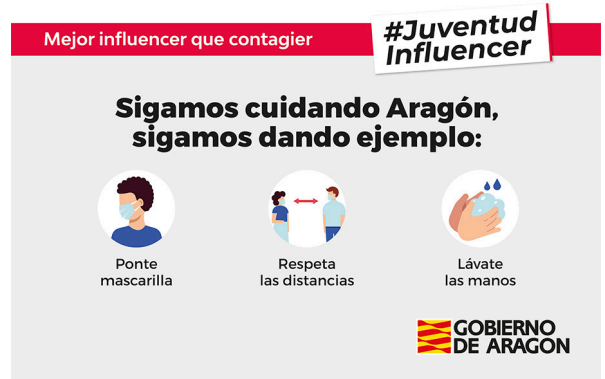 Mejor influencer que contagier
#Juventud
Influencer
Sigamos cuidando Aragón,
sigamos dando ejemplo:
Ponte
mascarilla
Respeta
las distancias
Lávate
las manos
GOBIERNO
DE ARAGON